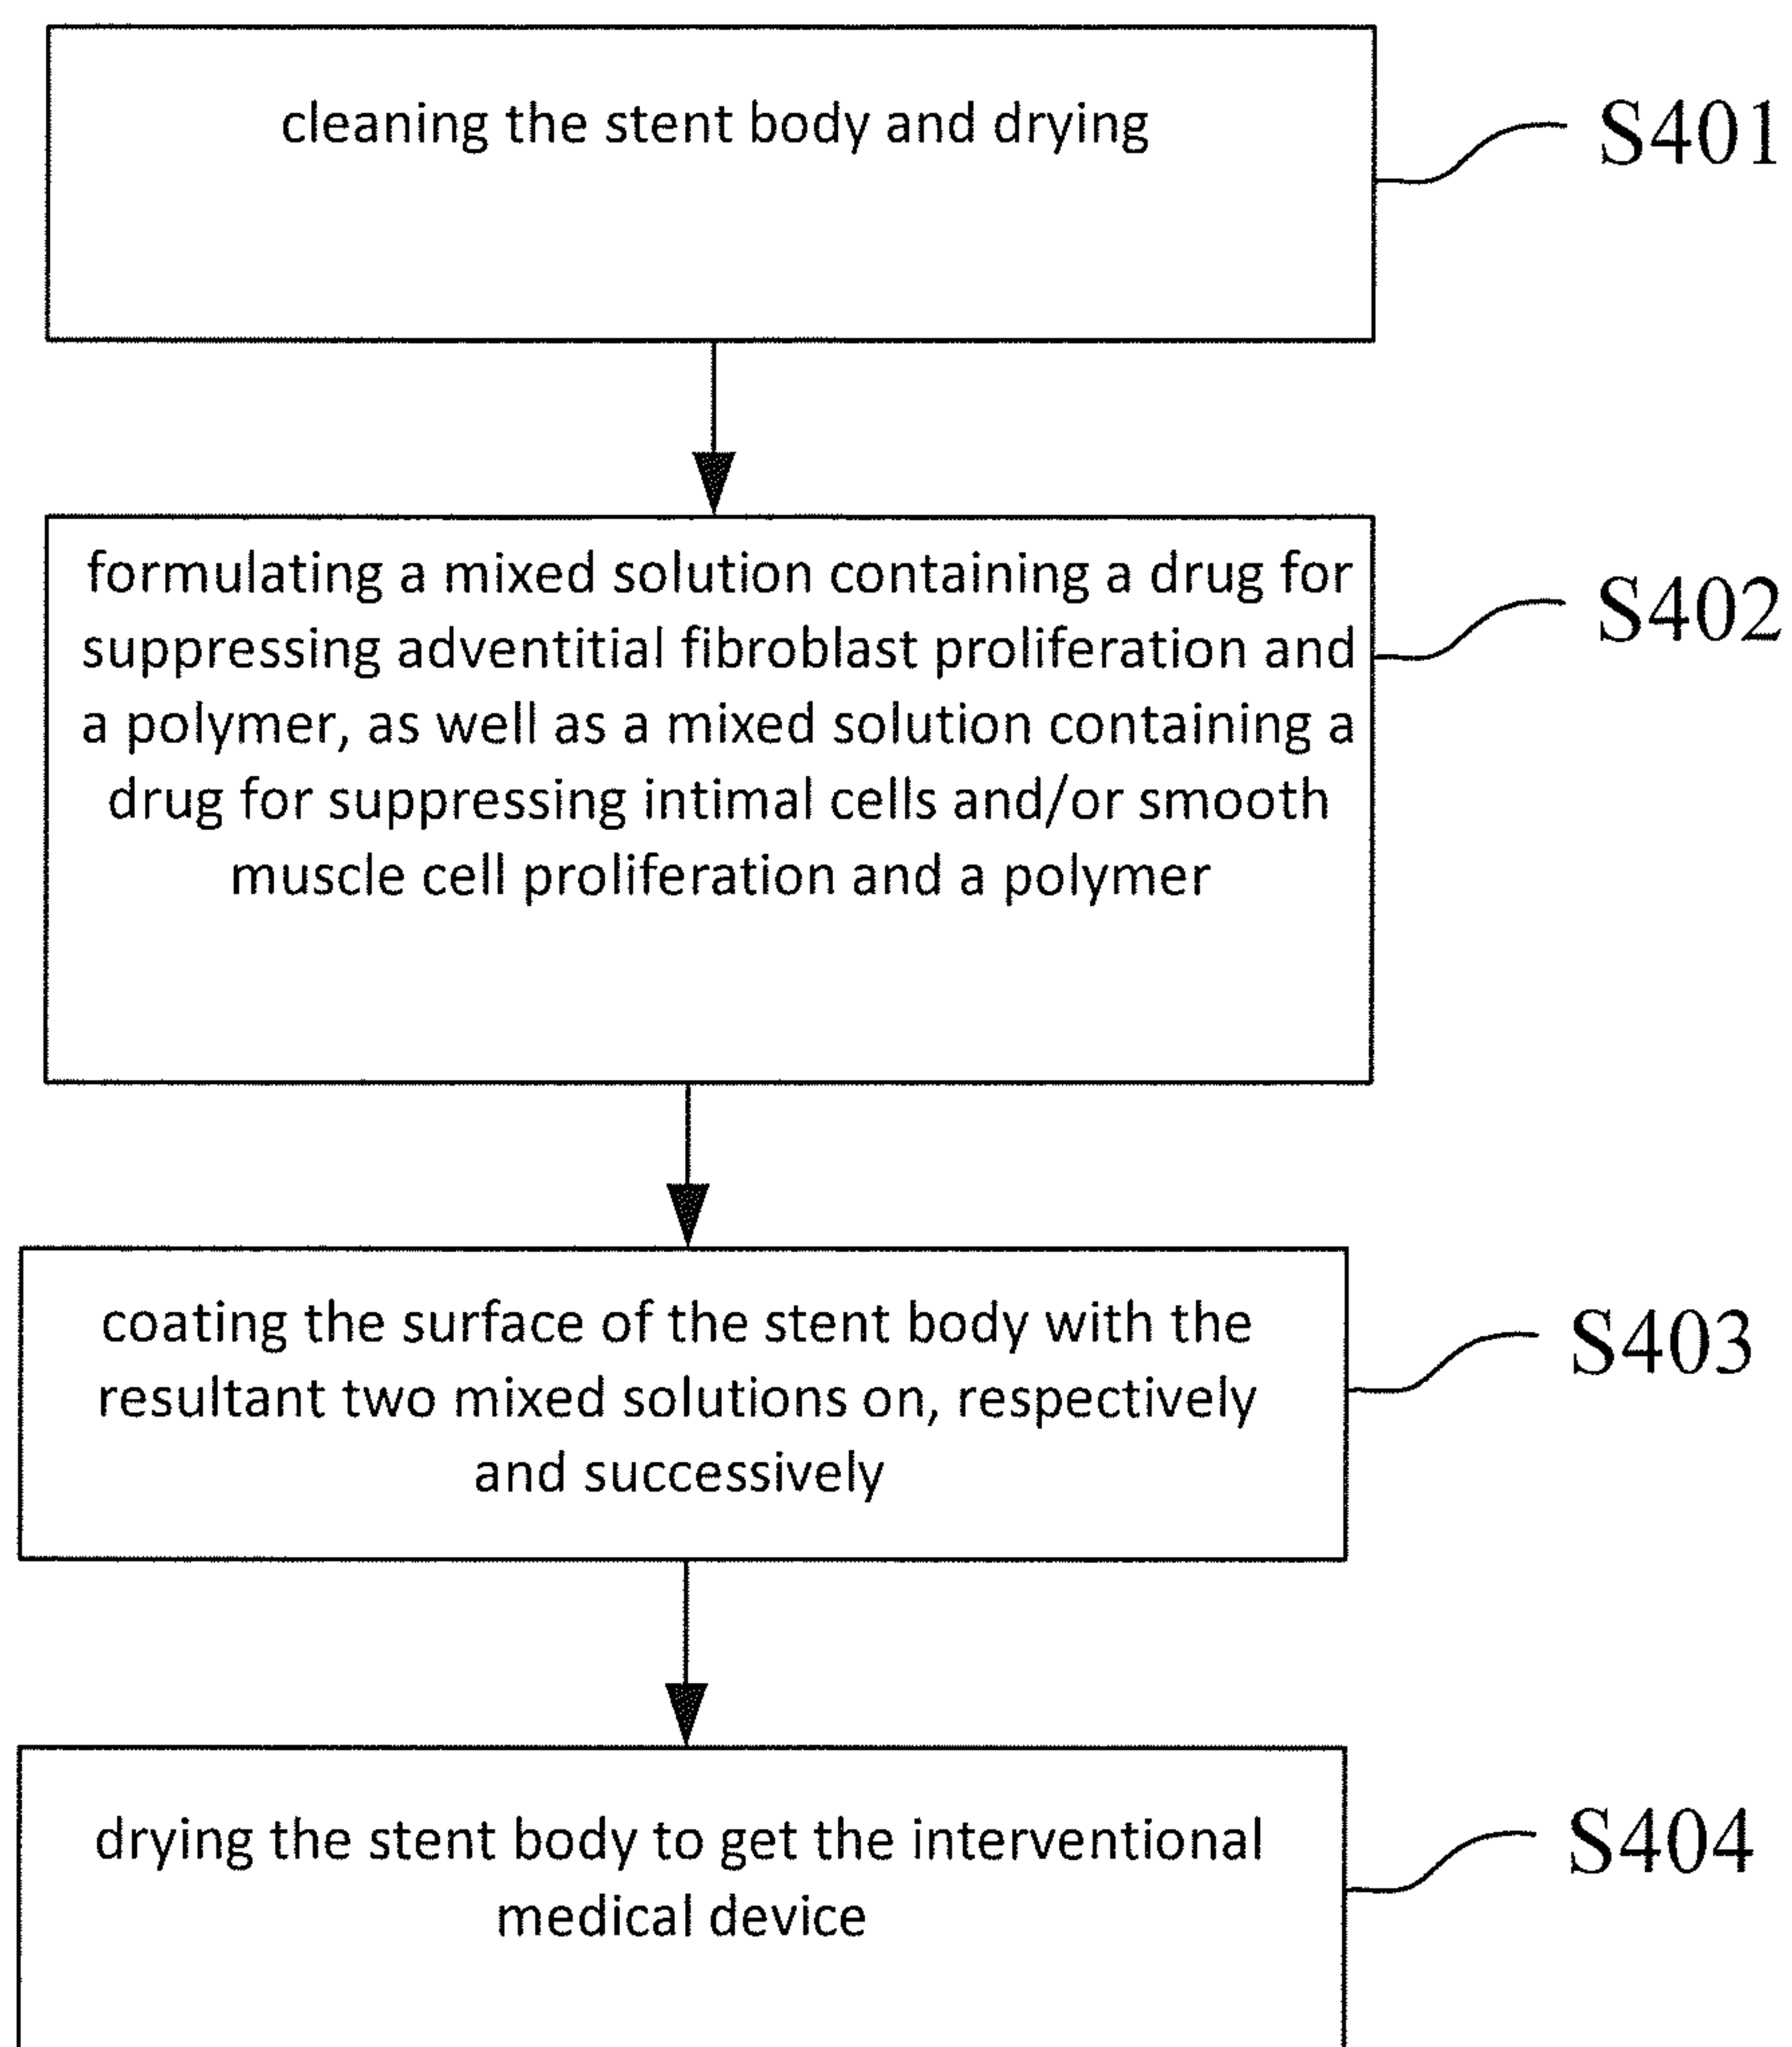 cleaning the stent body and drying
S401
formulating a mixed solution containing a drug for
suppressing adventitial fibroblast proliferation and
a polymer, as well as a mixed solution containing a
drug for suppressing intimal cells and/or smooth
muscle cell proliferation and a polymer
S402
coating the surface of the stent body with the
resultant two mixed solutions on, respectively
and successively
S403
drying the stent body to get the interventional
medical device
S404